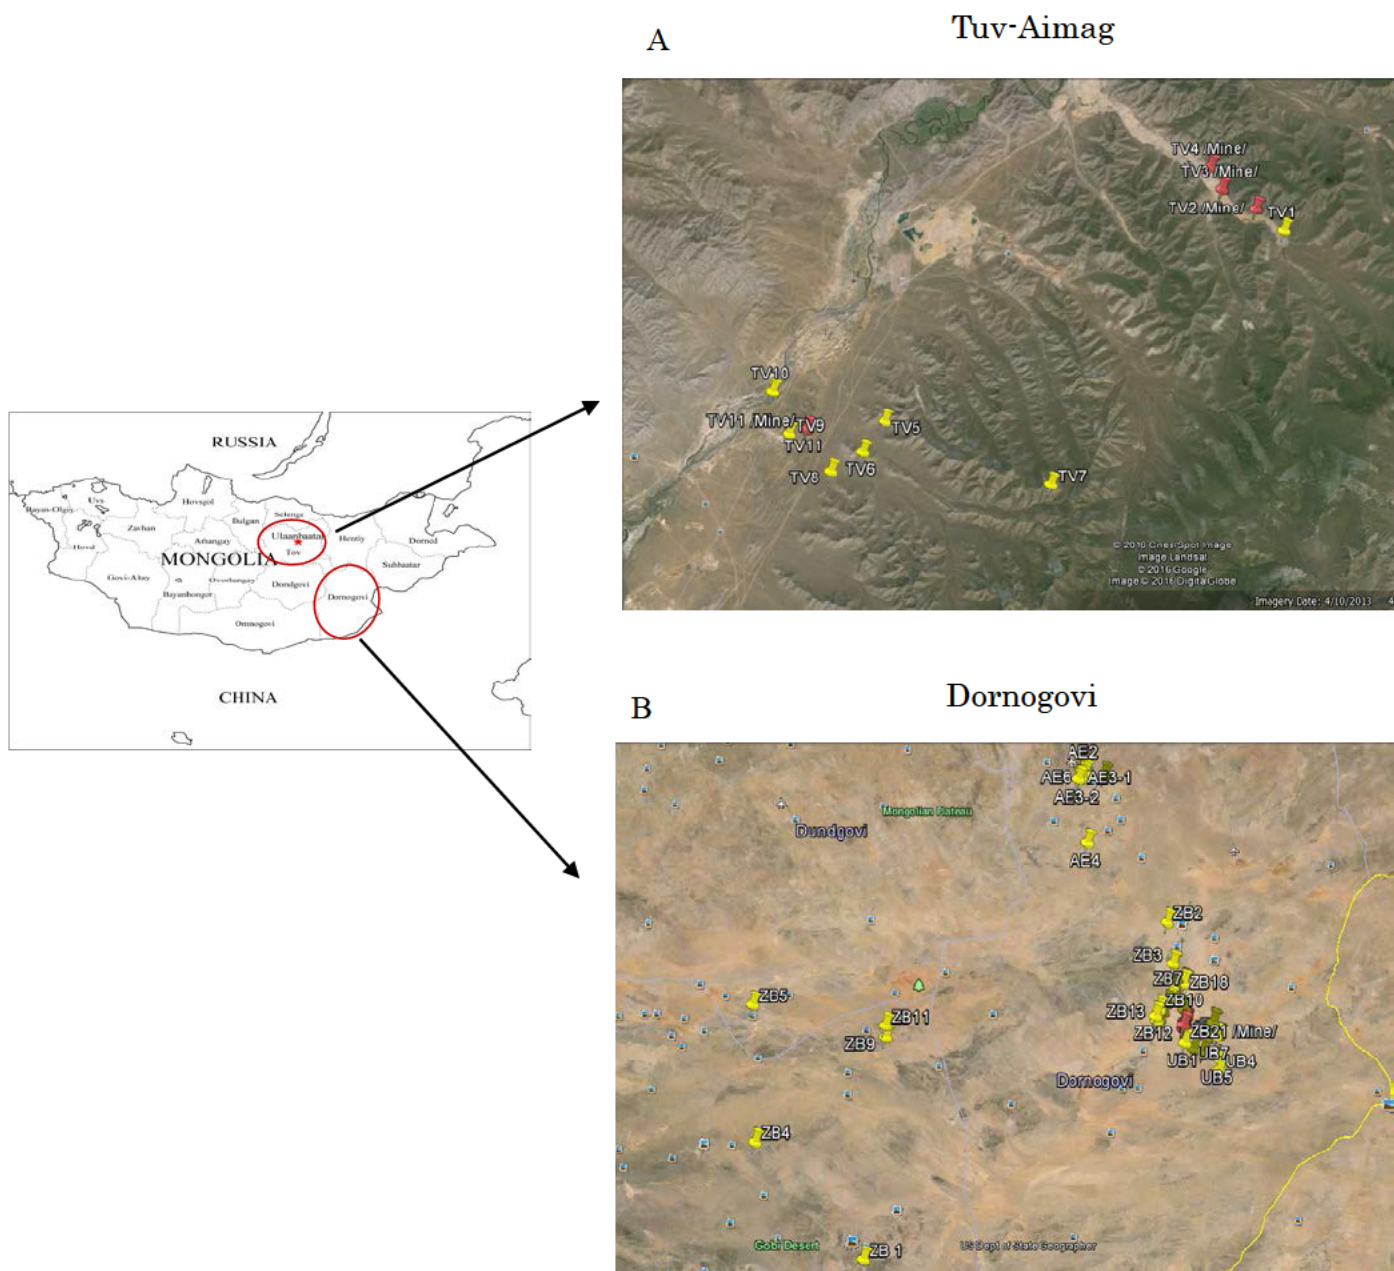 A
Tuv-Aimag
TV4 /Mine/
TV3 /Mine/
TV2 /Mine/
TV1
TV10
TV11 /Mine/
TV9
TV11
TV5
TV6
TV8
TV7
© 2016 Cnes/Spot Image
Image Landsat
© 2016 Google
Image © 2016 DigitalGlobe
Imagery Date: 4/10/2013 4
RUSSIA
Uvs
Hovsgol
Bayan-Olgiy
Zavhan
Bulgan
Selenge
Ulaanbaatar
Hentiy
Dornod
Hovd
Arhangay
MONGOLIA
Tov
Suhbaatar
Govi-Altay
Ovorhangay
Dondgovi
Bayanhongor
Dornogovi
Omnogovi
CHINA
B
Dornogovi
AE2
AE6
AE3-1
AE3-2
Mongolian Plateau
Dundgovi
AE4
ZB2
ZB3
ZB7
ZB18
ZB5-
ZB10
ZB13
ZB11
ZB12
ZB21 /Mine/
ZB9
UB7
UB1
UB4
UB5
Dornogovi
ZB4
Gobi Desert
ZB 1
US Dept of State Geographer